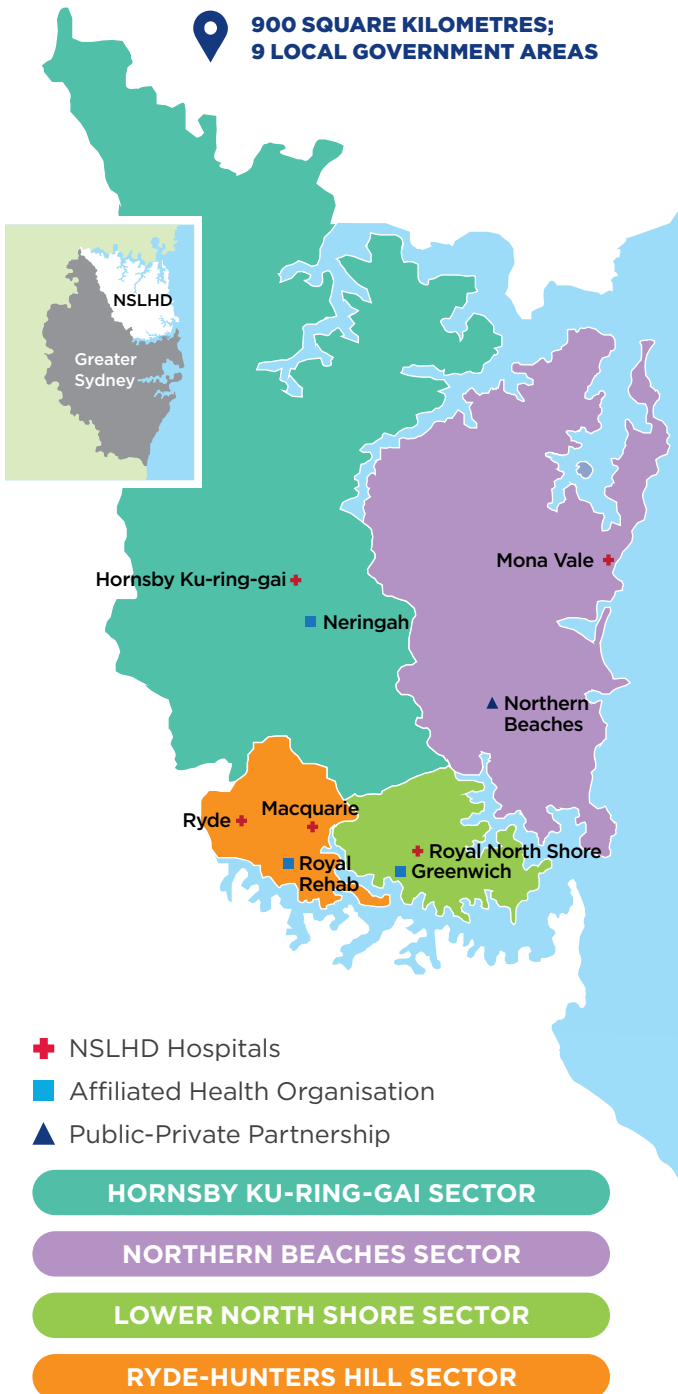 900 SQUARE KILOMETRES;
9 LOCAL GOVERNMENT AREAS
NSLHD
Greater
Sydney
Mona Vale
Hornsby Ku-ring-gai
Neringah
Northern
Beaches
Macquarie
Ryde
Royal North Shore
Royal
Rehab
Greenwich
NSLHD Hospitals
Affiliated Health Organisation
Public-Private Partnership
HORNSBY KU-RING-GAI SECTOR
NORTHERN BEACHES SECTOR
LOWER NORTH SHORE SECTOR
RYDE-HUNTERS HILL SECTOR